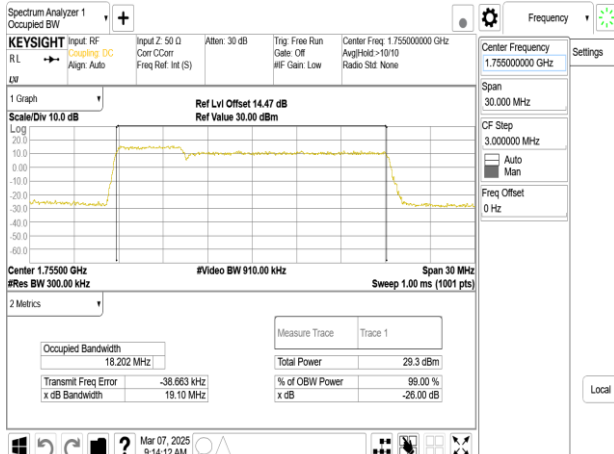 Spectrum Analyzer 1
Occupied BW
+
Frequency
KEYSIGHT
RL
LXI
Input: RF
Coupling: DC
Align: Auto
Input Z: 50 Ω
Corr CCorr
Freq Ref: Int (S)
Atten: 30 dB
Trig: Free Run
Gate: Off
#IF Gain: Low
Center Freq: 1.755000000 GHz
Avg|Hold:>10/10
Radio Std: None
Center Frequency
1.755000000 GHz
Settings
Span
30.000 MHz
CF Step
3.000000 MHz
Auto
Man
Freq Offset
0 Hz
Local
1 Graph
Scale/Div 10.0 dB
Ref Lvl Offset 14.47 dB
Ref Value 30.00 dBm
Log
20.0
10.0
0.00
-10.0
-20.0
-30.0
-40.0
-50.0
-60.0
Center 1.75500 GHz
#Res BW 300.00 kHz
#Video BW 910.00 kHz
Span 30 MHz
Sweep 1.00 ms (1001 pts)
2 Metrics
Measure Trace Trace 1
Occupied Bandwidth
18.202 MHz
Total Power 29.3 dBm
Transmit Freq Error -38.663 kHz
% of OBW Power 99.00 %
x dB Bandwidth 19.10 MHz
x dB -26.00 dB
?
Mar 07, 2025
9:14:12 AM